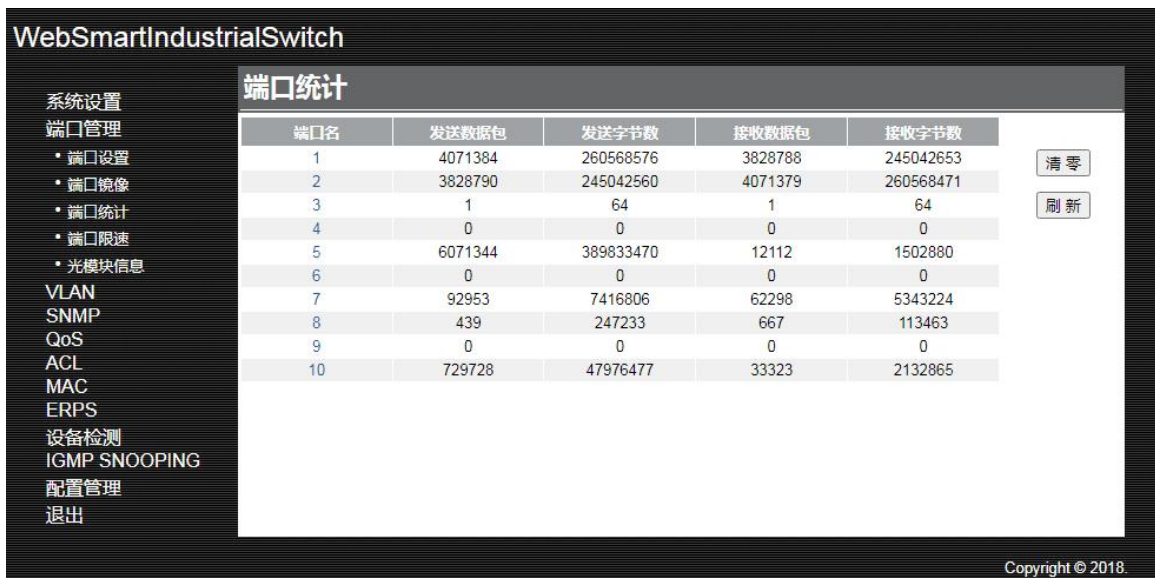 WebSmartIndustrialSwitch
系统设置
端口管理
• 端口设置
• 端口镜像
• 端口统计
• 端口限速
• 光模块信息
VLAN
SNMP
QoS
ACL
MAC
ERPS
设备检测
IGMP SNOOPING
配置管理
退出
端口统计
端口名 发送数据包 发送字节数 接收数据包 接收字节数
1 4071384 260568576 3828788 245042653
2 3828790 245042560 4071379 260568471
3 1 64 1 64
4 0 0 0 0
5 6071344 389833470 12112 1502880
6 0 0 0 0
7 92953 7416806 62298 5343224
8 439 247233 667 113463
9 0 0 0 0
10 729728 47976477 33323 2132865
清 零
刷 新
Copyright © 2018.